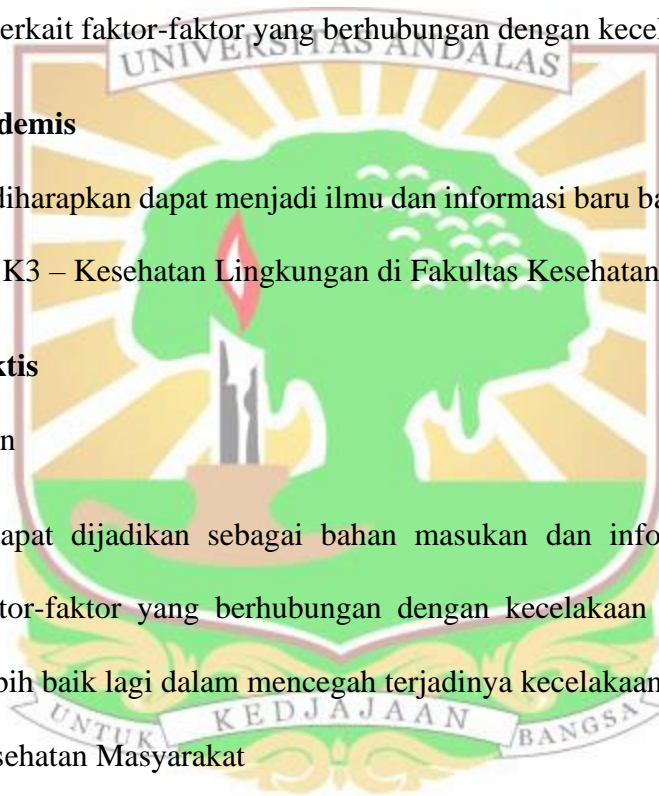 erkait faktor-faktor yang berhubungan dengan kecel
UNIVERSITAS ANDALAS
demis
diharapkan dapat menjadi ilmu dan informasi baru ba
K3 – Kesehatan Lingkungan di Fakultas Kesehatan
ktis
n
apat dijadikan sebagai bahan masukan dan info
tor-faktor yang berhubungan dengan kecelakaan
bih baik lagi dalam mencegah terjadinya kecelakaan
UNTUK KEDJAJAAN BANGSA
sehatan Masyarakat